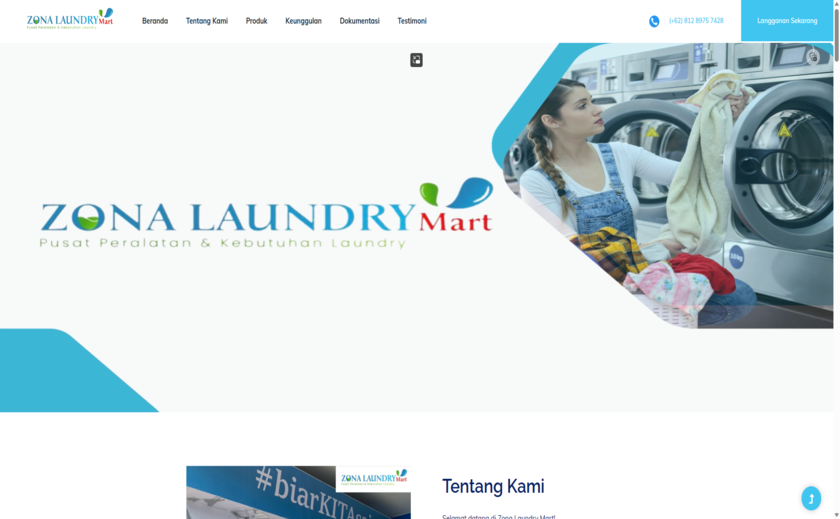 ZONA LAUNDRY Mart
Pusat Peralatan & Kebutuhan Laundry
Beranda Tentang Kami Produk Keunggulan Dokumentasi Testimoni
(+62) 812 8975 7428
Langganan Sekarang
ZONA LAUNDRY Mart
Pusat Peralatan & Kebutuhan Laundry
ZONA LAUNDRY Mart
Tentang Kami
Selamat datang di Zona Laundry Mart!